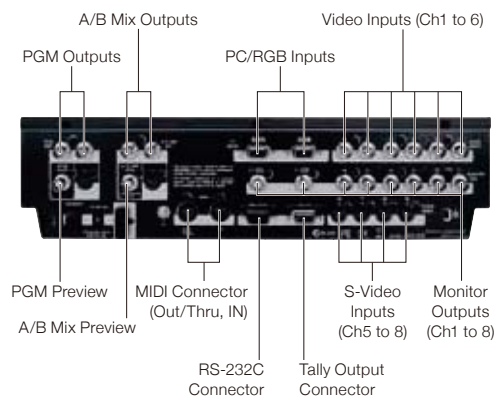 A/B Mix Outputs
Video Inputs (Ch1 to 6)
PGM Outputs
PC/RGB Inputs
PGM Preview
MIDI Connector
(Out/Thru, IN)
A/B Mix Preview
S-Video
Inputs
(Ch5 to 8)
Monitor
Outputs
(Ch1 to 8)
RS-232C
Connector
Tally Output
Connector